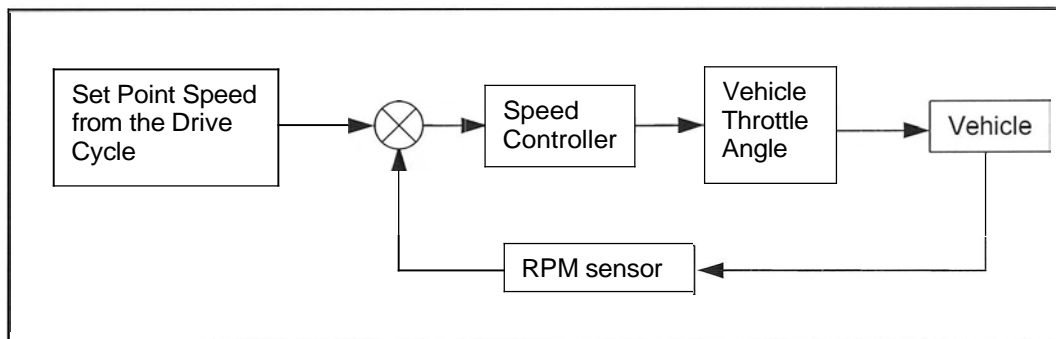 Set Point Speed
from the Drive
Cycle
Speed
Controller
Vehicle
Throttle
Angle
Vehicle
RPM sensor